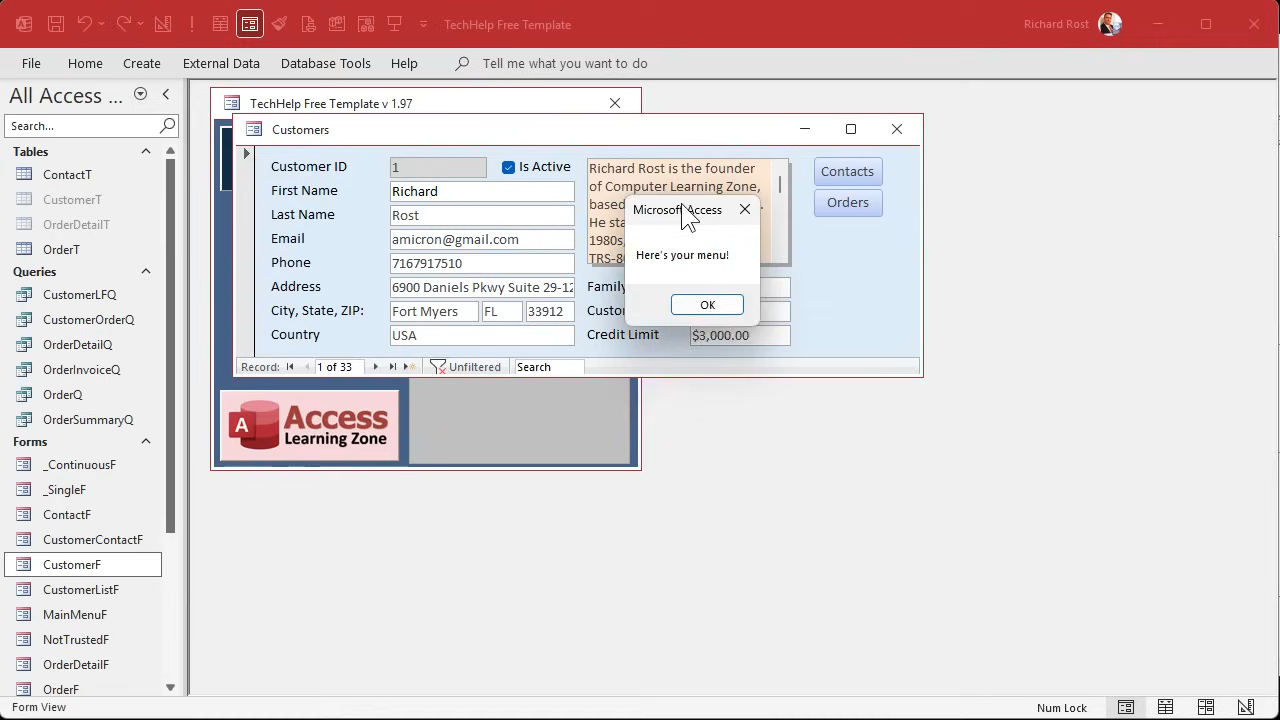 TechHelp Free Template
Richard Rost
File Home Create External Data Database Tools Help Tell me what you want to do
All Access ...
Search...
Tables
ContactT
CustomerT
OrderDetailT
OrderT
Queries
CustomerLFQ
CustomerOrderQ
OrderDetailQ
OrderInvoiceQ
OrderQ
OrderSummaryQ
Forms
_ContinuousF
_SingleF
ContactF
CustomerContactF
CustomerF
CustomerListF
MainMenuF
NotTrustedF
OrderDetailF
OrderF
TechHelp Free Template v 1.97
Customers
Customer ID 1 Is Active
First Name Richard
Last Name Rost
Email amicron@gmail.com
Phone 7167917510
Address 6900 Daniels Pkwy Suite 29-12
City, State, ZIP: Fort Myers FL 33912
Country USA
Richard Rost is the founder
of Computer Learning Zone,
based
He sta
1980s,
TRS-80
Credit Limit $3,000.00
Contacts
Orders
Microsoft Access
Here's your menu!
OK
Record: 1 of 33 Unfiltered Search
A Access
Learning Zone
Form View
Num Lock